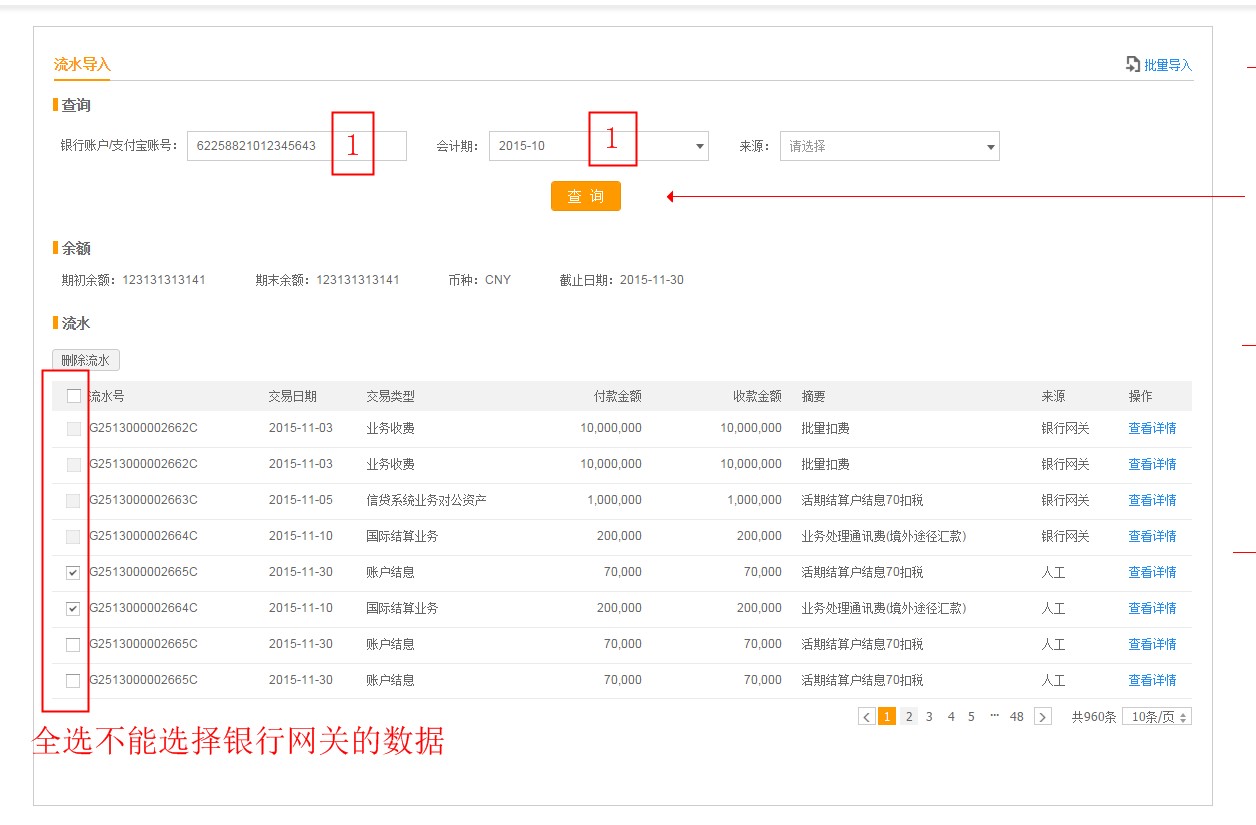 流水导入 批量导入
查询
银行账户/支付宝账号： 62258821012345643 1 会计期： 2015-10 1 来源： 请选择
查 询
余额
期初余额：123131313141 期末余额：123131313141 币种：CNY 截止日期：2015-11-30
流水
删除流水
流水号 交易日期 交易类型 付款金额 收款金额 摘要 来源 操作
G2513000002662C 2015-11-03 业务收费 10,000,000 10,000,000 批量扣费 银行网关 查看详情
G2513000002662C 2015-11-03 业务收费 10,000,000 10,000,000 批量扣费 银行网关 查看详情
G2513000002663C 2015-11-05 信贷系统业务对公资产 1,000,000 1,000,000 活期结算户结息70扣税 银行网关 查看详情
G2513000002664C 2015-11-10 国际结算业务 200,000 200,000 业务处理通讯费(境外途径汇款) 银行网关 查看详情
G2513000002665C 2015-11-30 账户结息 70,000 70,000 活期结算户结息70扣税 人工 查看详情
G2513000002664C 2015-11-10 国际结算业务 200,000 200,000 业务处理通讯费(境外途径汇款) 人工 查看详情
G2513000002665C 2015-11-30 账户结息 70,000 70,000 活期结算户结息70扣税 人工 查看详情
G2513000002665C 2015-11-30 账户结息 70,000 70,000 活期结算户结息70扣税 人工 查看详情
1 2 3 4 5 ··· 48 共960条 10条/页
全选不能选择银行网关的数据